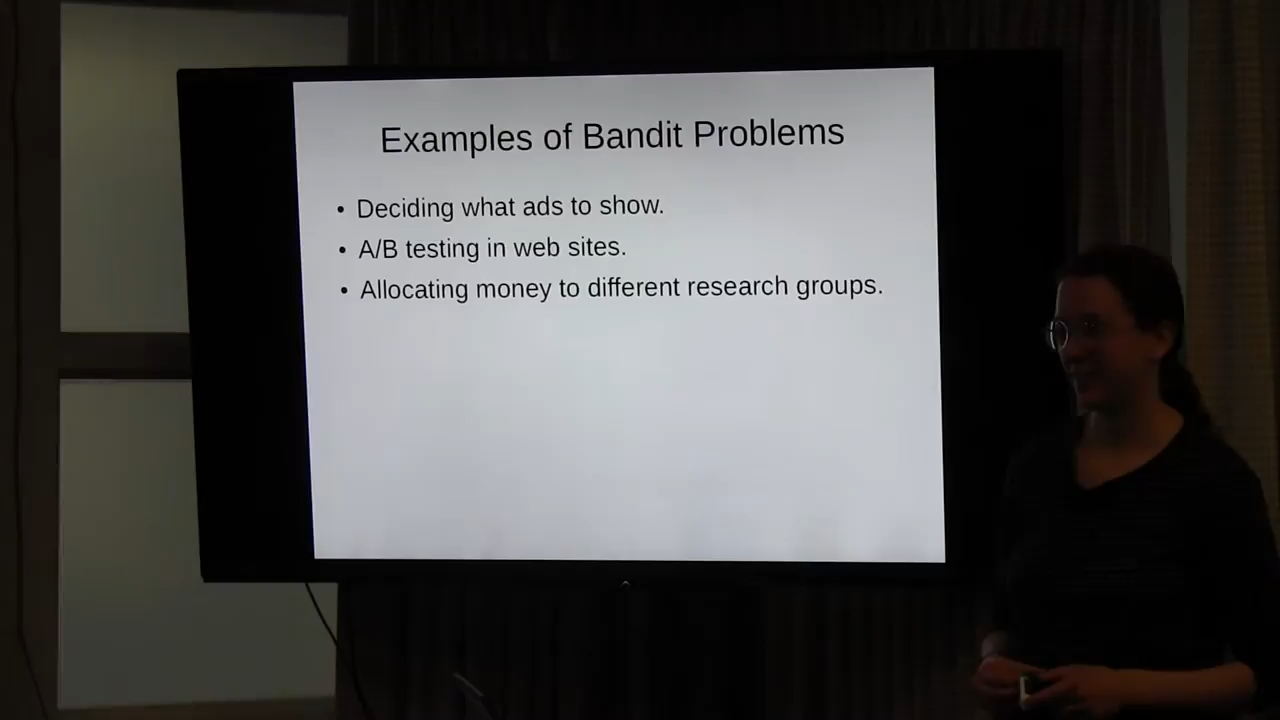 Examples of Bandit Problems
• Deciding what ads to show.
• A/B testing in web sites.
• Allocating money to different research groups.